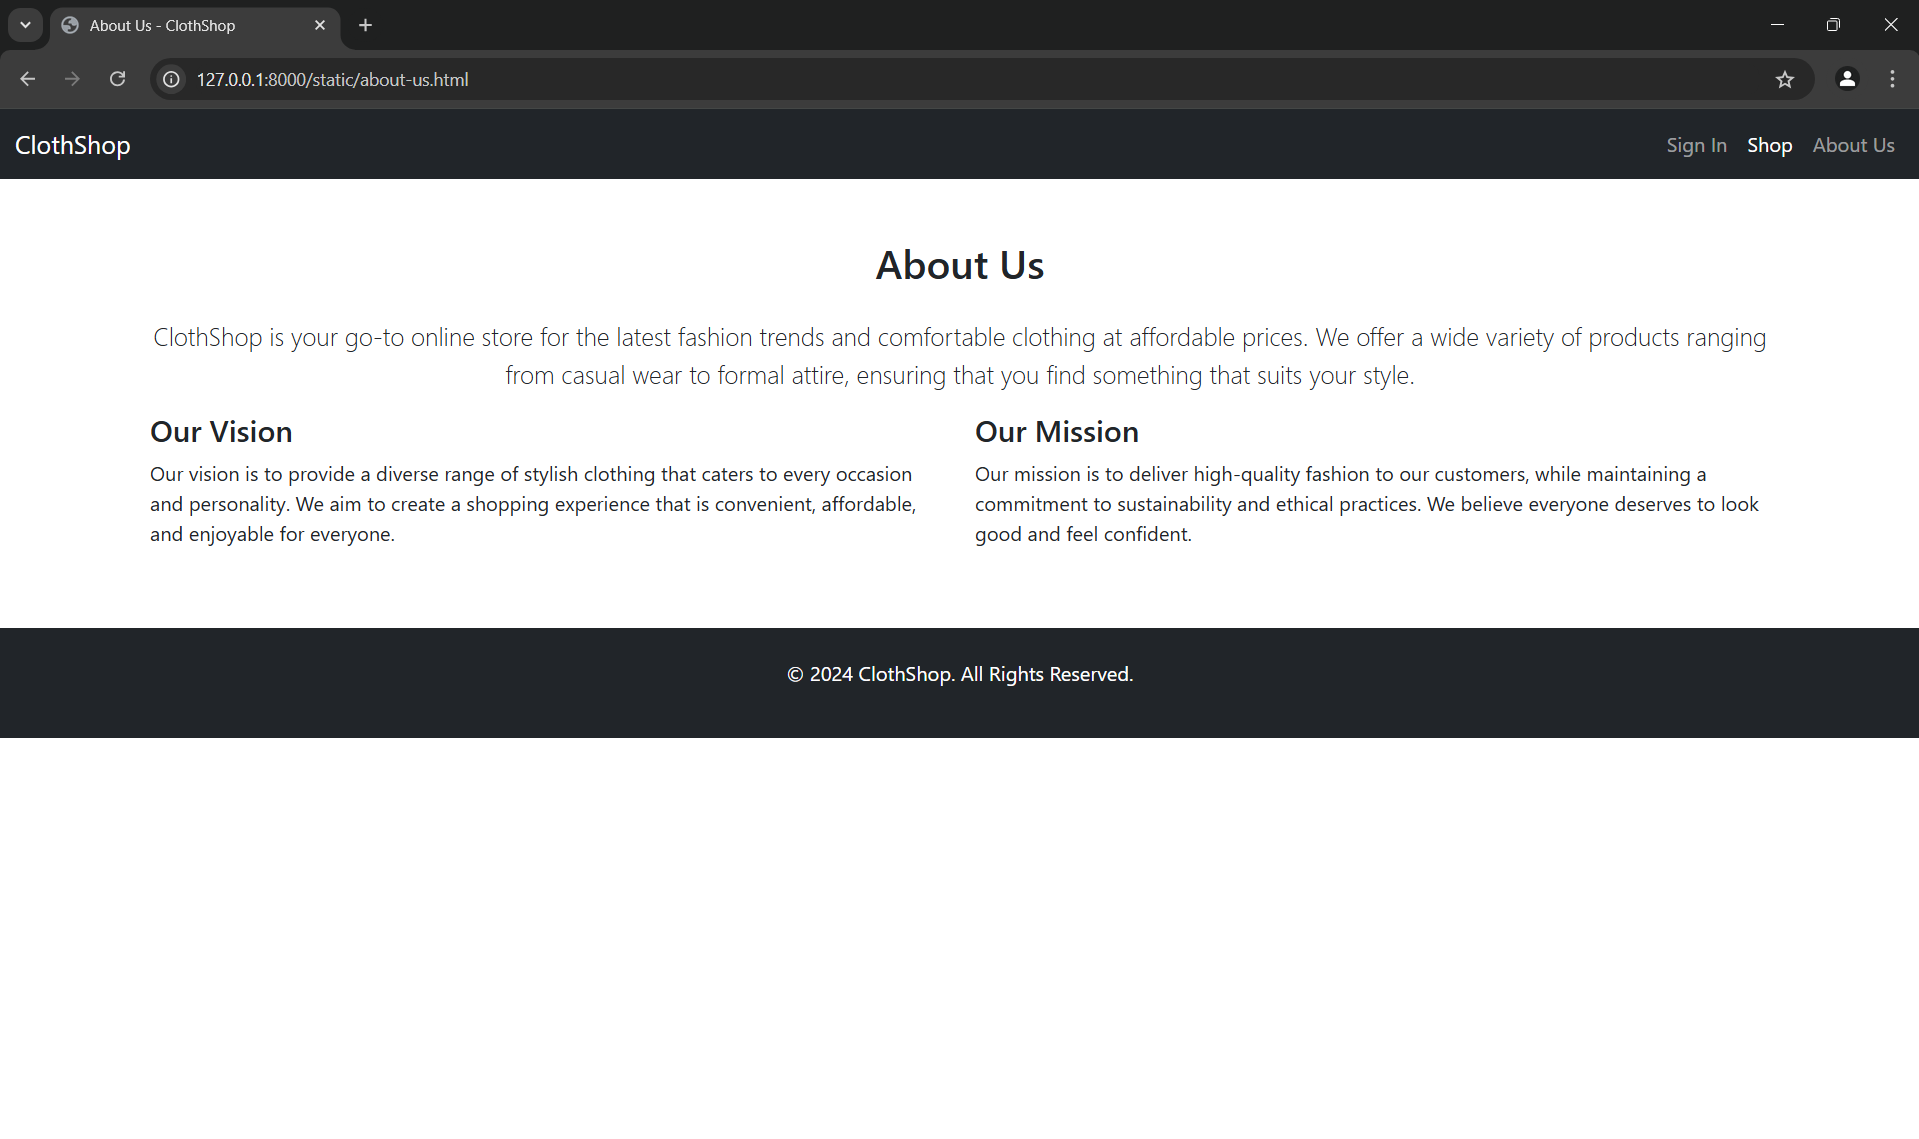 About Us - ClothShop
127.0.0.1:8000/static/about-us.html
ClothShop
Sign In Shop About Us
About Us
ClothShop is your go-to online store for the latest fashion trends and comfortable clothing at affordable prices. We offer a wide variety of products ranging
from casual wear to formal attire, ensuring that you find something that suits your style.
Our Vision
Our vision is to provide a diverse range of stylish clothing that caters to every occasion
and personality. We aim to create a shopping experience that is convenient, affordable,
and enjoyable for everyone.
Our Mission
Our mission is to deliver high-quality fashion to our customers, while maintaining a
commitment to sustainability and ethical practices. We believe everyone deserves to look
good and feel confident.
© 2024 ClothShop. All Rights Reserved.